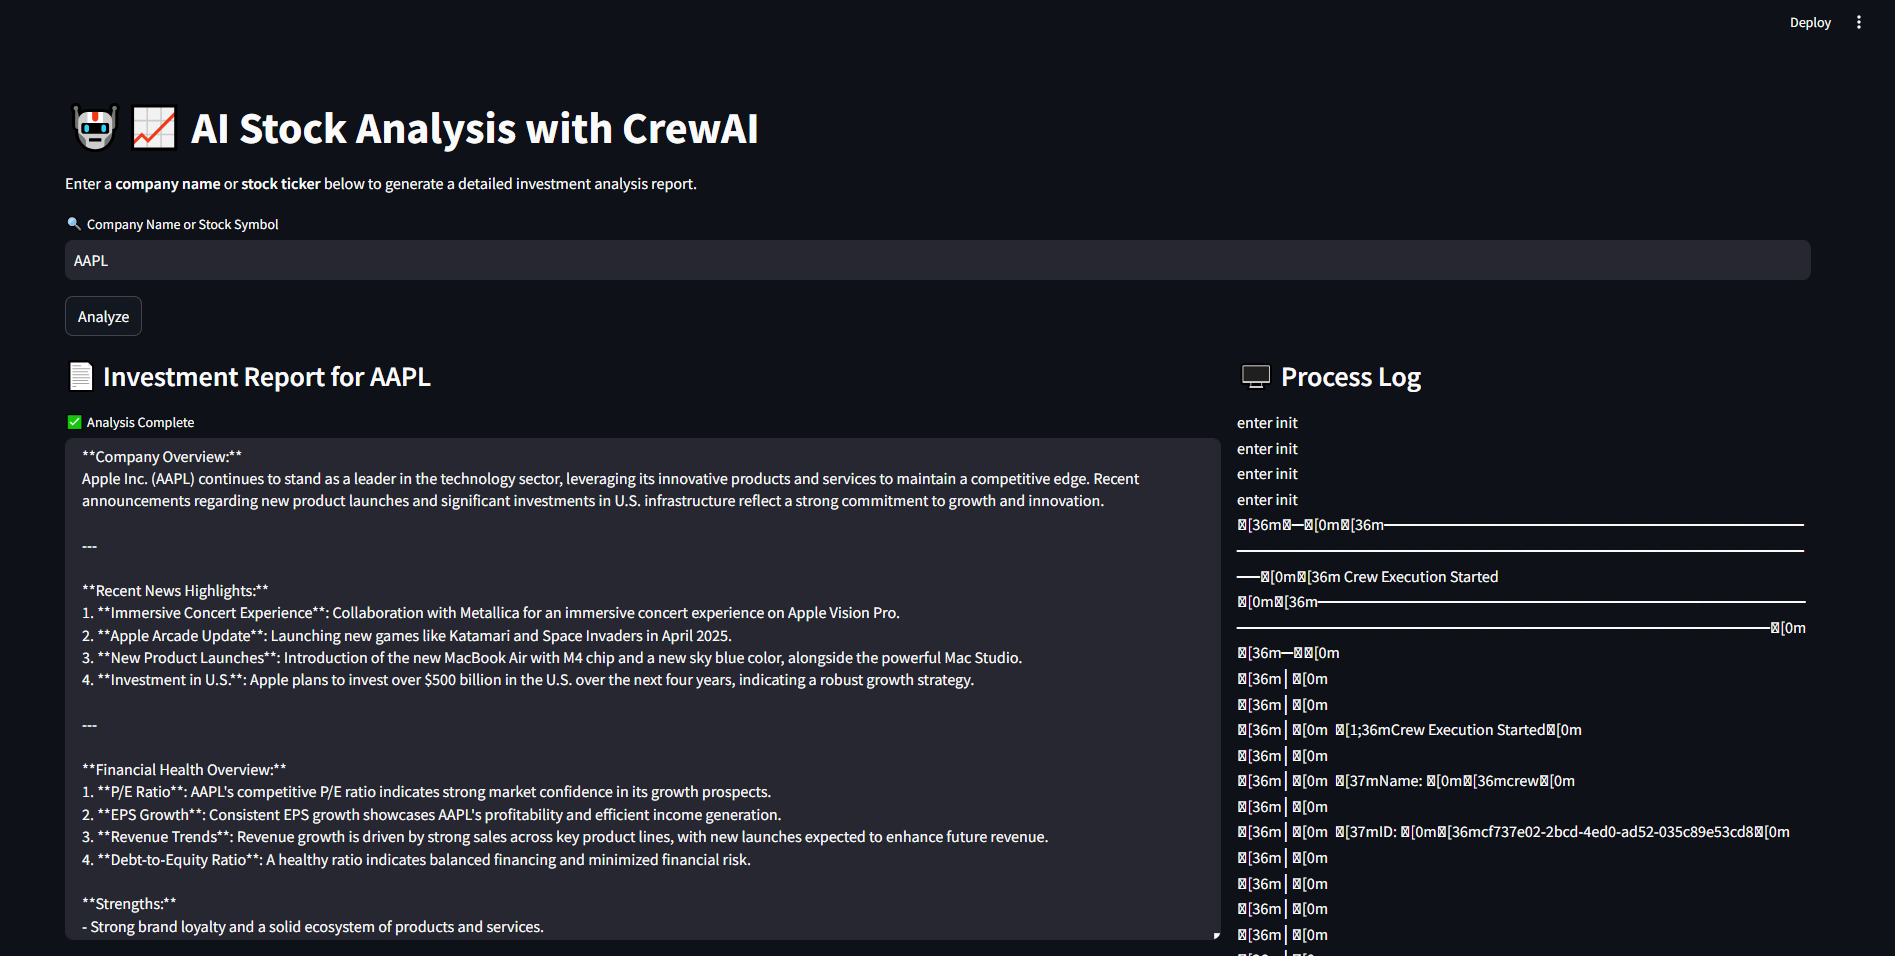 Deploy
AI Stock Analysis with CrewAI
Enter a company name or stock ticker below to generate a detailed investment analysis report.
Company Name or Stock Symbol
AAPL
Analyze
Investment Report for AAPL
Analysis Complete
**Company Overview:**
Apple Inc. (AAPL) continues to stand as a leader in the technology sector, leveraging its innovative products and services to maintain a competitive edge. Recent
announcements regarding new product launches and significant investments in U.S. infrastructure reflect a strong commitment to growth and innovation.
---
**Recent News Highlights:**
1. **Immersive Concert Experience**: Collaboration with Metallica for an immersive concert experience on Apple Vision Pro.
2. **Apple Arcade Update**: Launching new games like Katamari and Space Invaders in April 2025.
3. **New Product Launches**: Introduction of the new MacBook Air with M4 chip and a new sky blue color, alongside the powerful Mac Studio.
4. **Investment in U.S.**: Apple plans to invest over $500 billion in the U.S. over the next four years, indicating a robust growth strategy.
---
**Financial Health Overview:**
1. **P/E Ratio**: AAPL's competitive P/E ratio indicates strong market confidence in its growth prospects.
2. **EPS Growth**: Consistent EPS growth showcases AAPL's profitability and efficient income generation.
3. **Revenue Trends**: Revenue growth is driven by strong sales across key product lines, with new launches expected to enhance future revenue.
4. **Debt-to-Equity Ratio**: A healthy ratio indicates balanced financing and minimized financial risk.
**Strengths:**
- Strong brand loyalty and a solid ecosystem of products and services.
Process Log
enter init
enter init
enter init
enter init
[36m─[0m[36m────────────────────
────────────────────
──[0m[36m Crew Execution Started
[0m[36m────────────────────
────────────────────[0m
[36m─[0m
[36m│[0m
[36m│[0m
[36m│[0m [1;36mCrew Execution Started[0m
[36m│[0m
[36m│[0m [37mName: [0m[36mcrew[0m
[36m│[0m
[36m│[0m [37mID: [0m[36mcf737e02-2bcd-4ed0-ad52-035c89e53cd8[0m
[36m│[0m
[36m│[0m
[36m│[0m
[36m│[0m